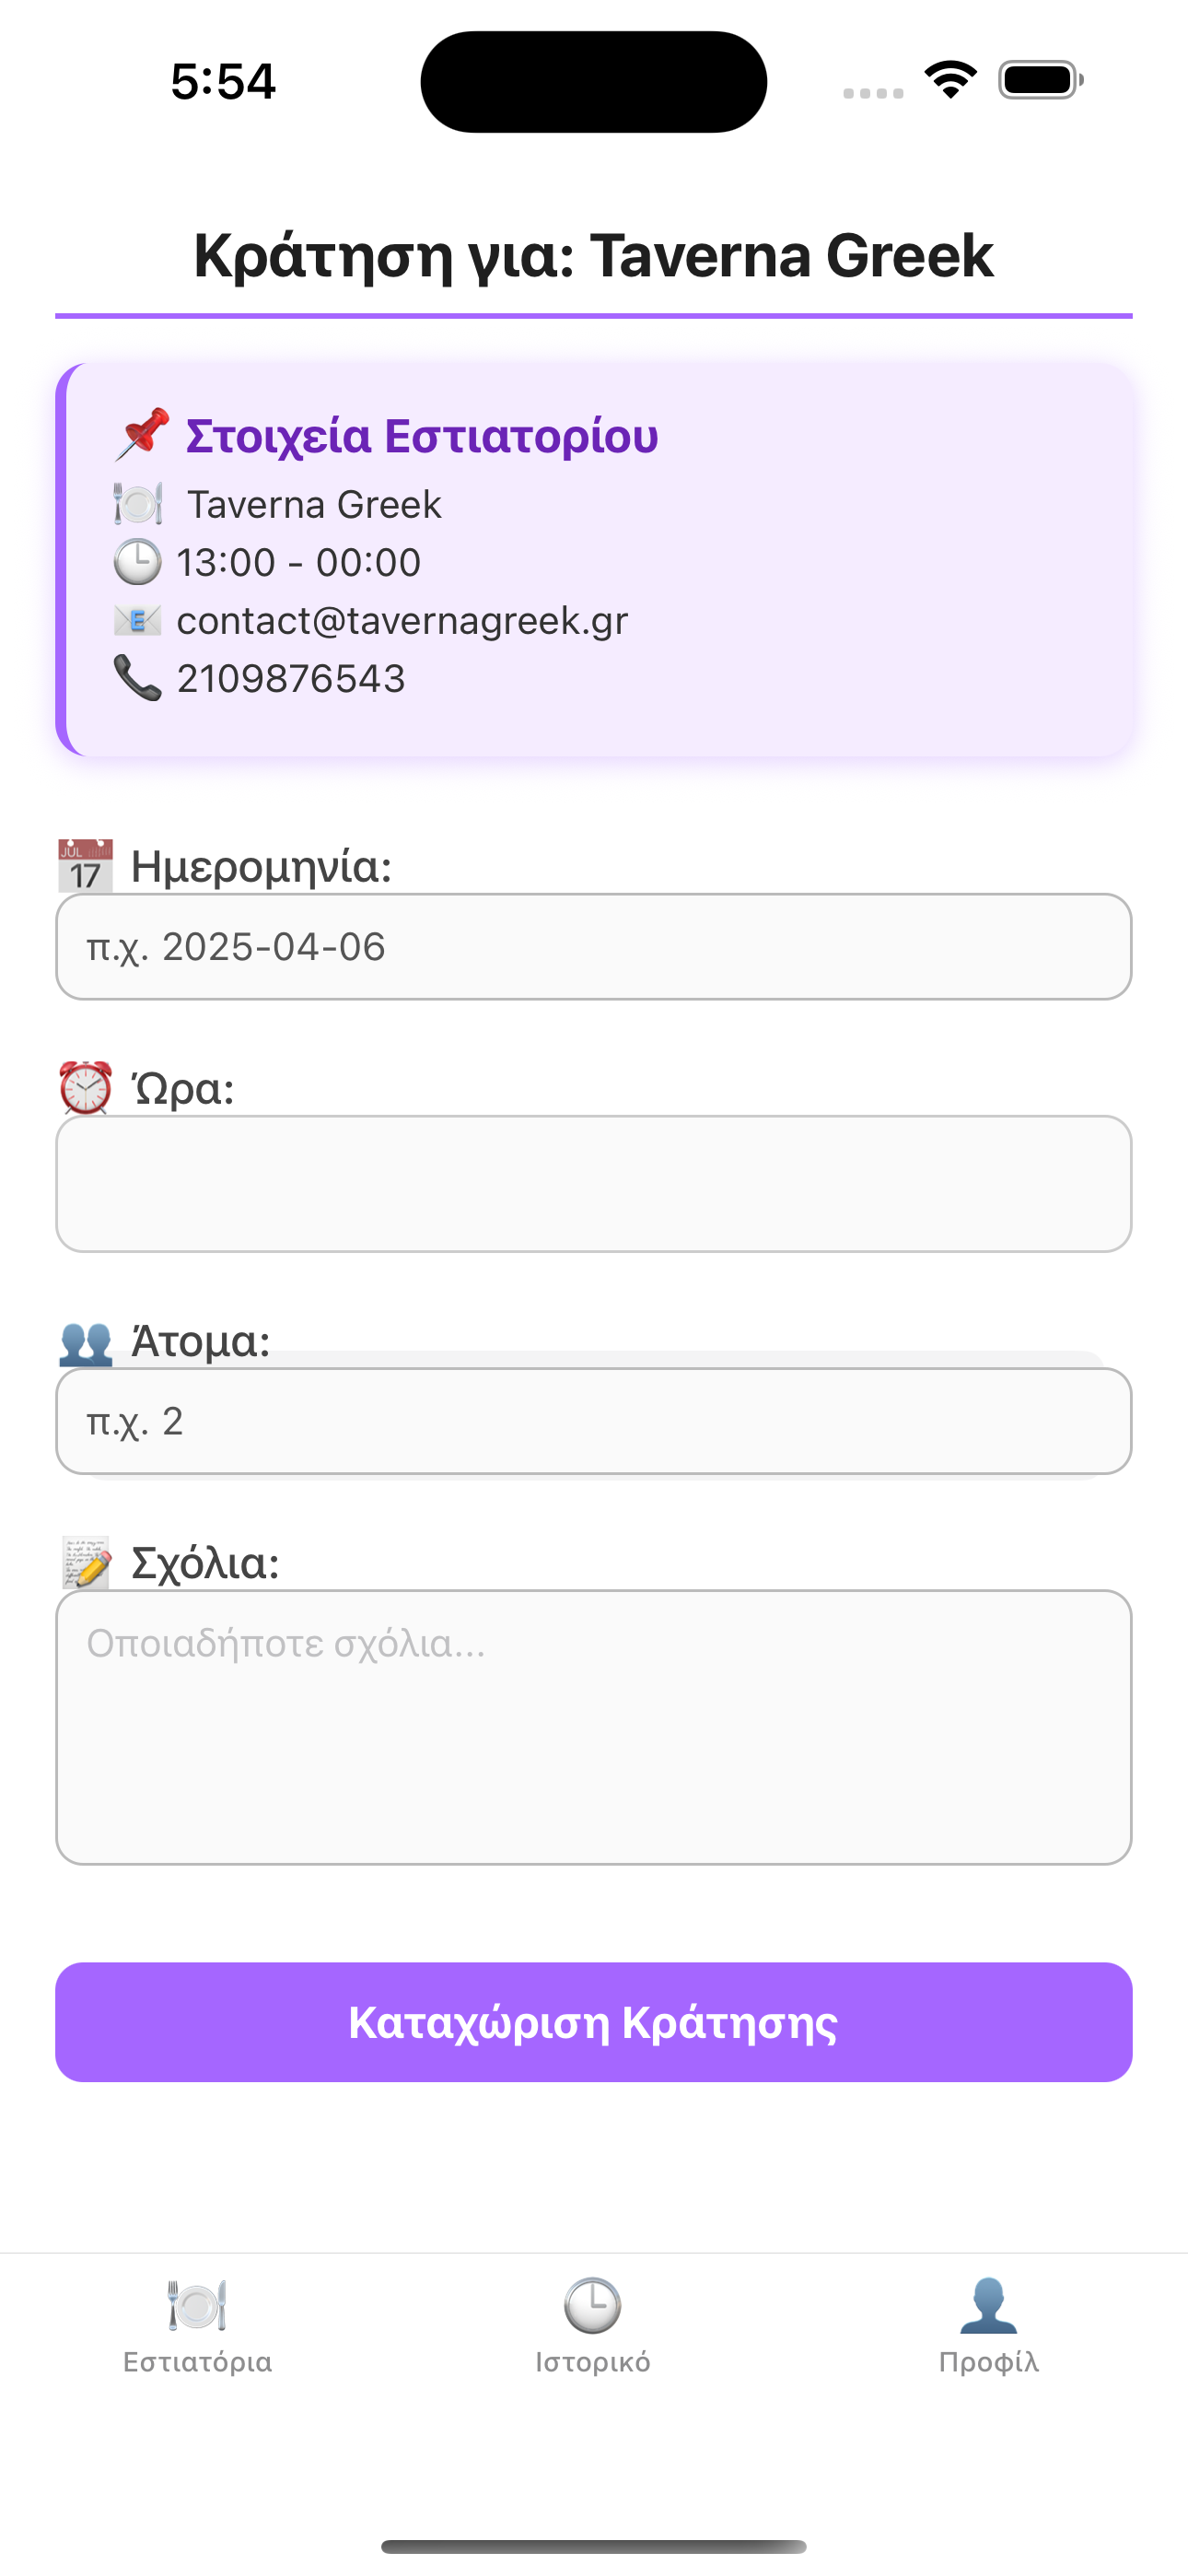 5:54
Κράτηση για: Taverna Greek
Στοιχεία Εστιατορίου
Taverna Greek
13:00 - 00:00
contact@tavernagreek.gr
2109876543
Ημερομηνία:
π.χ. 2025-04-06
Ώρα:
Άτομα:
π.χ. 2
Σχόλια:
Οποιαδήποτε σχόλια...
Καταχώριση Κράτησης
Εστιατόρια
Ιστορικό
Προφίλ